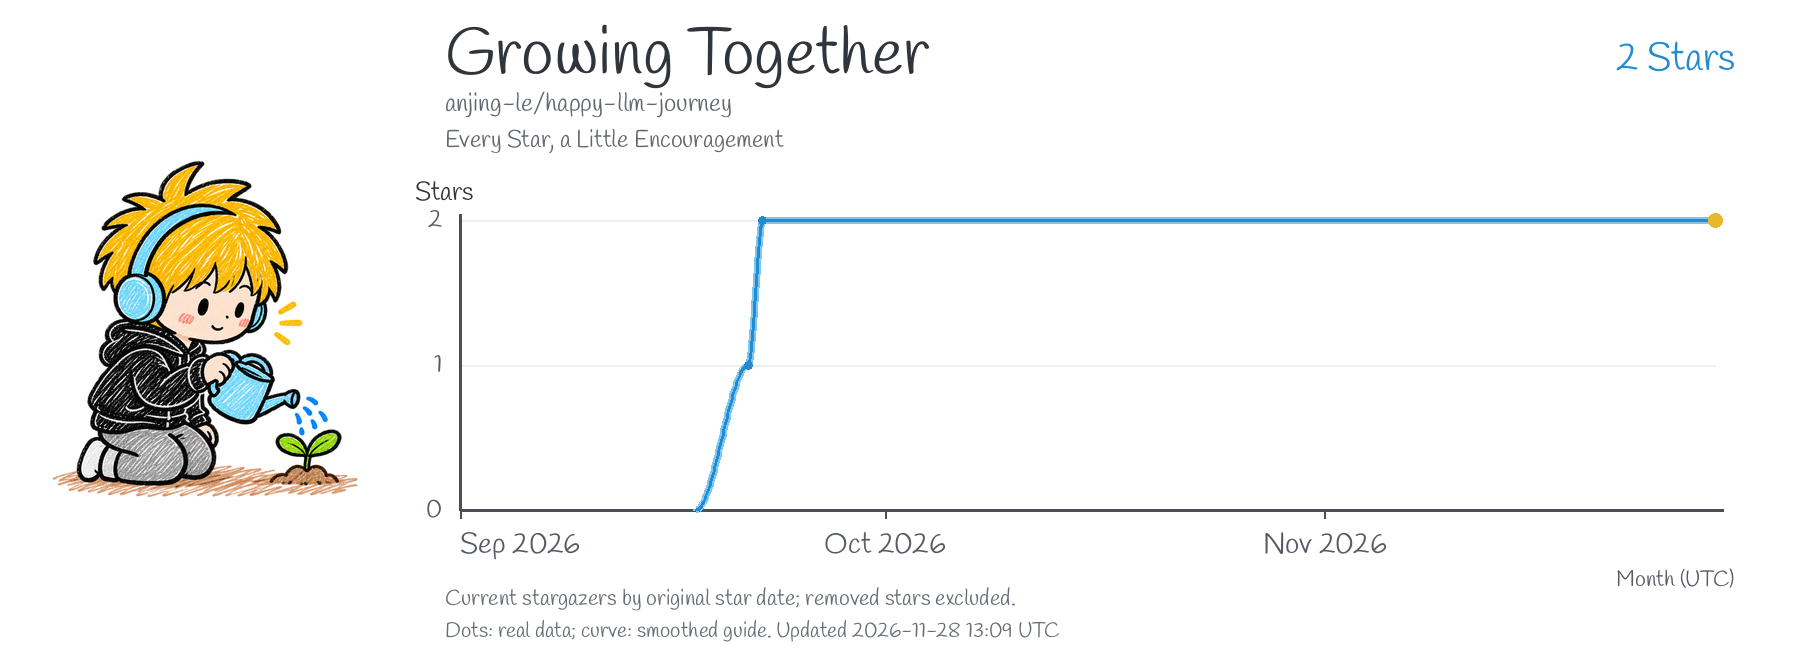 Growing Together
2 Stars
anjing-le/happy-llm-journey
Every Star, a Little Encouragement
Stars
2
1
0
Sep 2026
Oct 2026
Nov 2026
Month (UTC)
Current stargazers by original star date; removed stars excluded.
Dots: real data; curve: smoothed guide. Updated 2026-11-28 13:09 UTC